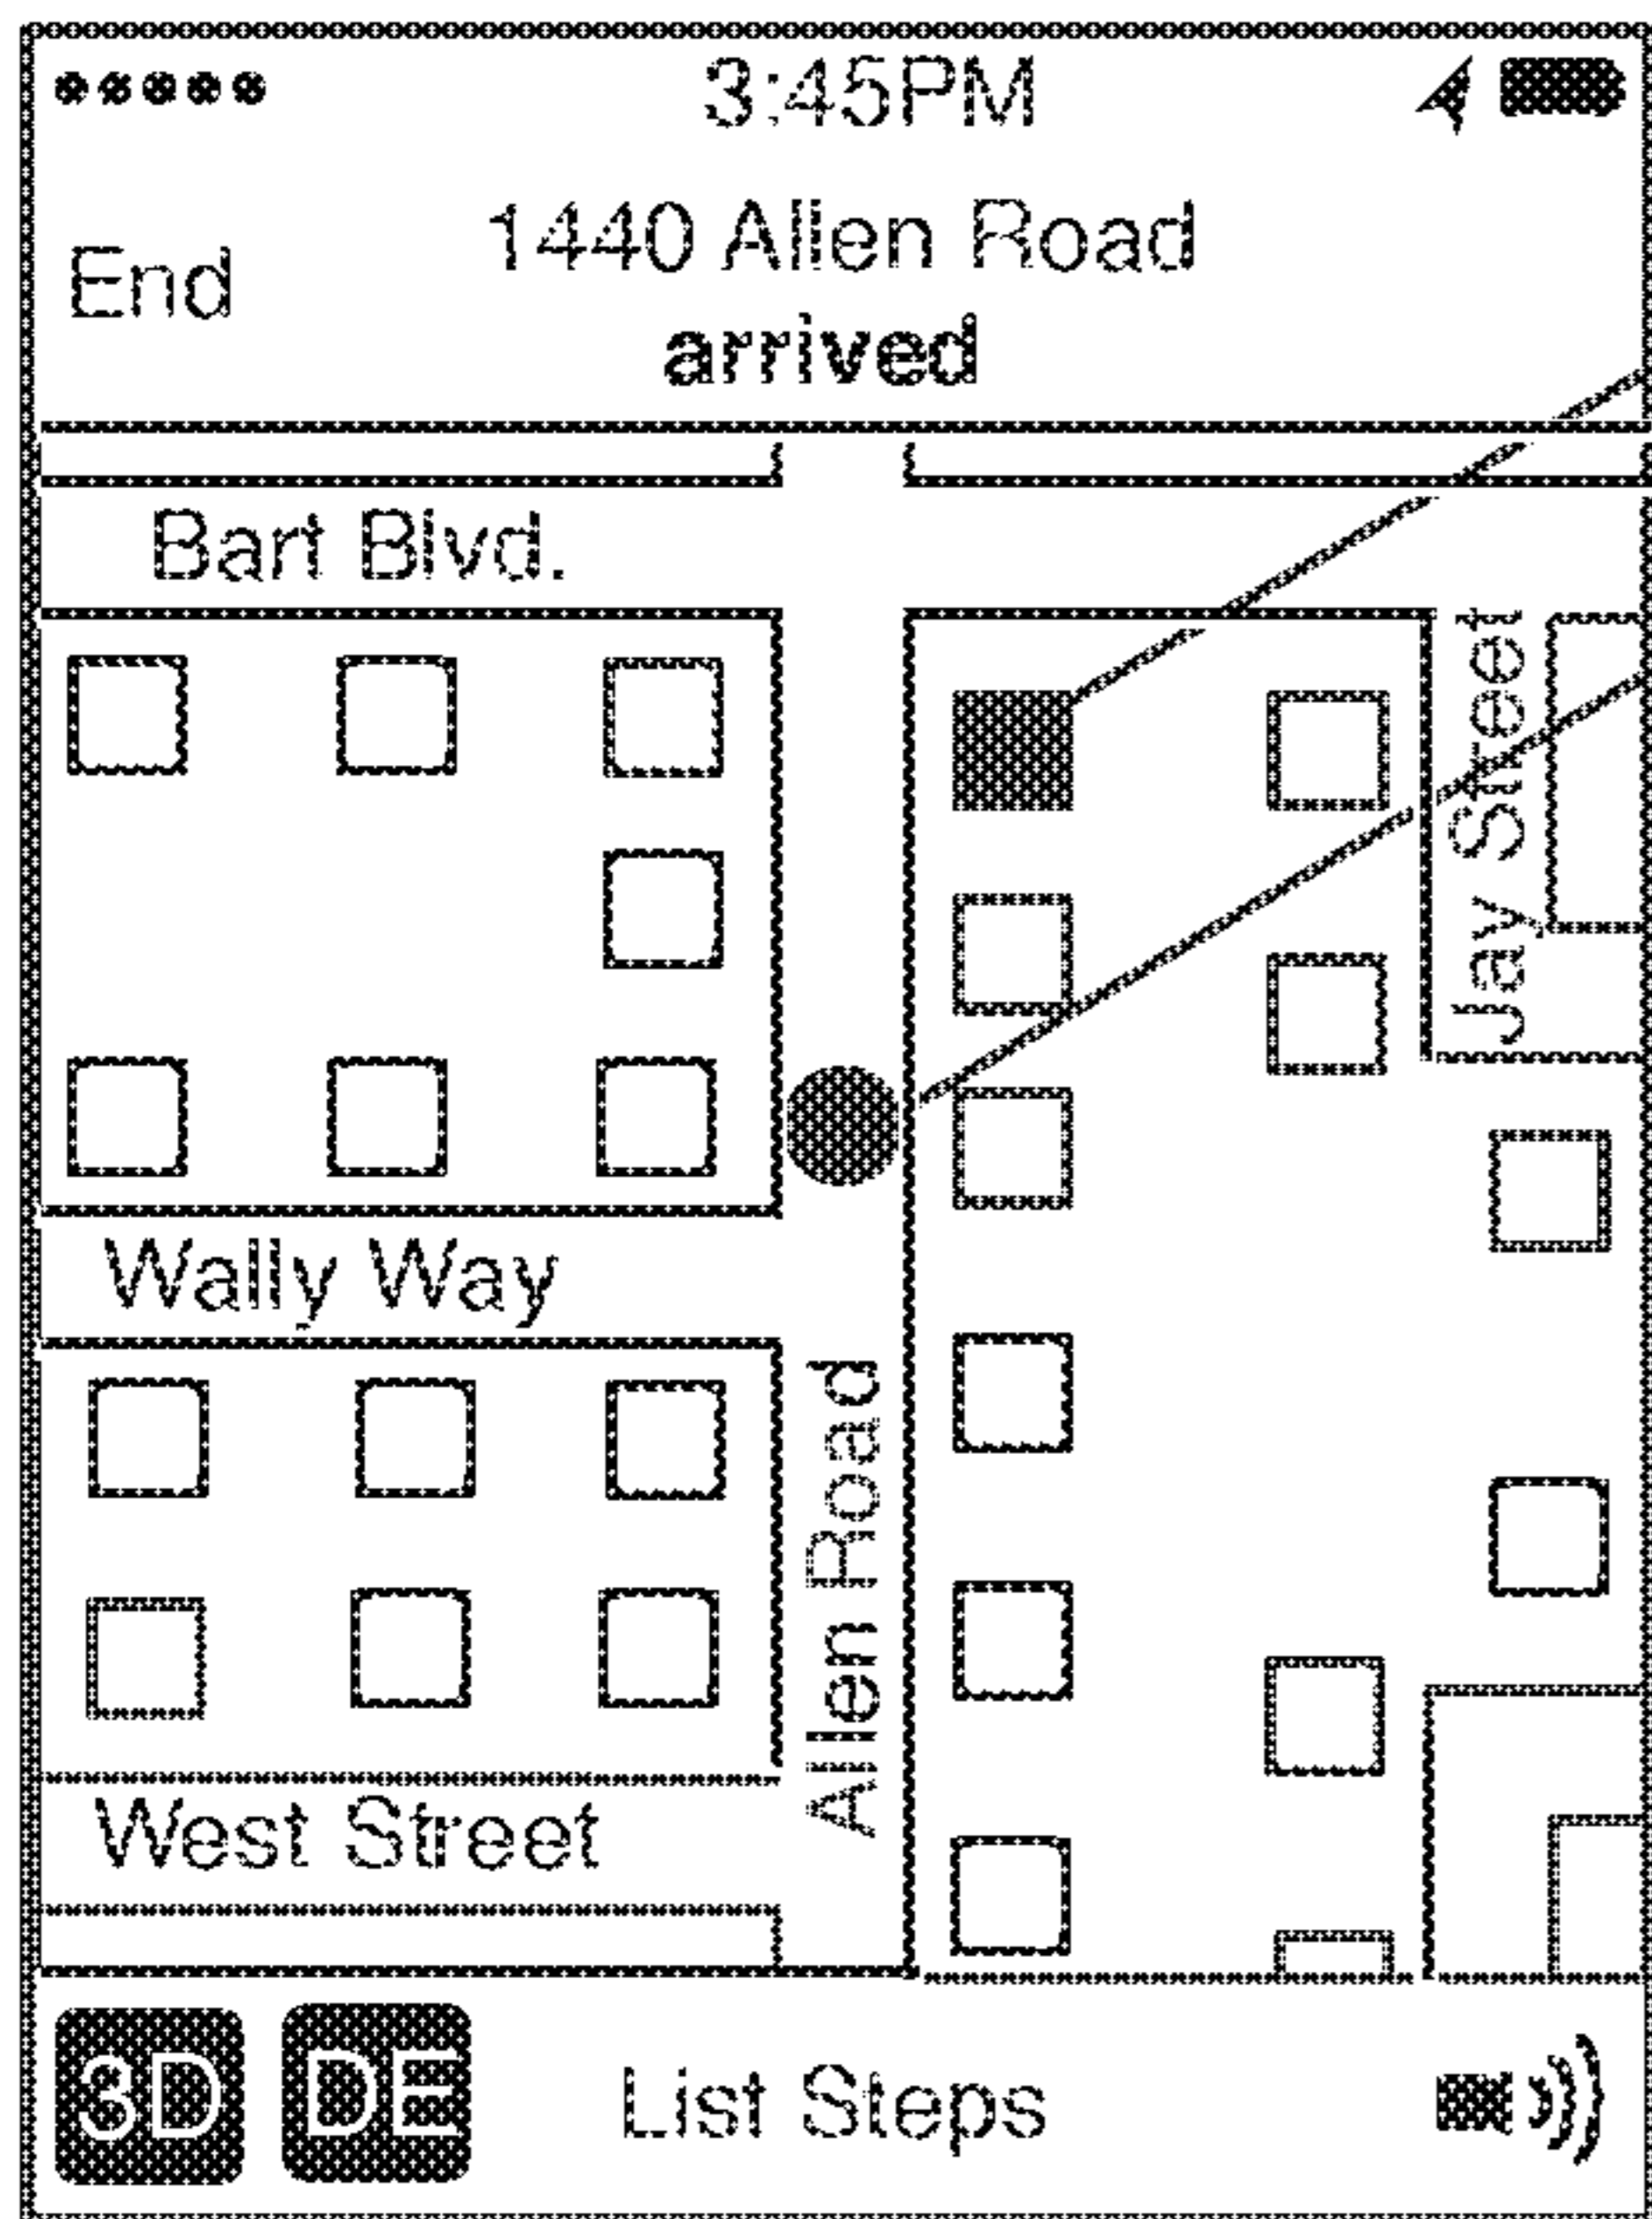 3:45PM
End
1440 Allen Road
arrived
Bart Blvd.
Jay Street
Wally Way
Allen Road
West Street
3D
DE
List Steps